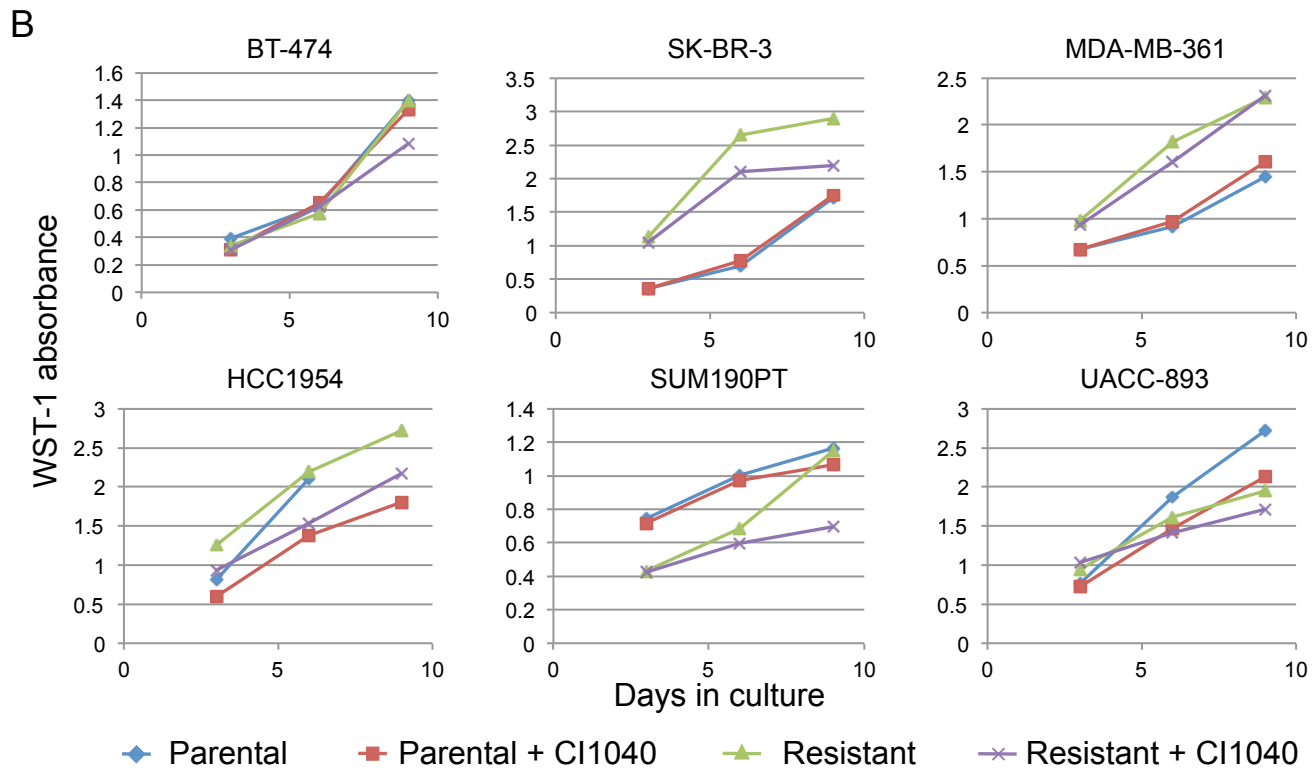 B
BT-474
SK-BR-3
MDA-MB-361
1.6
1.4
1.2
1
0.8
0.6
0.4
0.2
0
0 5 10
3.5
3
2.5
2
1.5
1
0.5
0
0 5 10
2.5
2
1.5
1
0.5
0
0 5 10
WST-1 absorbance
HCC1954
SUM190PT
UACC-893
3
2.5
2
1.5
1
0.5
0
0 5 10
1.4
1.2
1
0.8
0.6
0.4
0.2
0
0 5 10
3
2.5
2
1.5
1
0.5
0
0 5 10
Days in culture
Parental Parental + CI1040 Resistant Resistant + CI1040